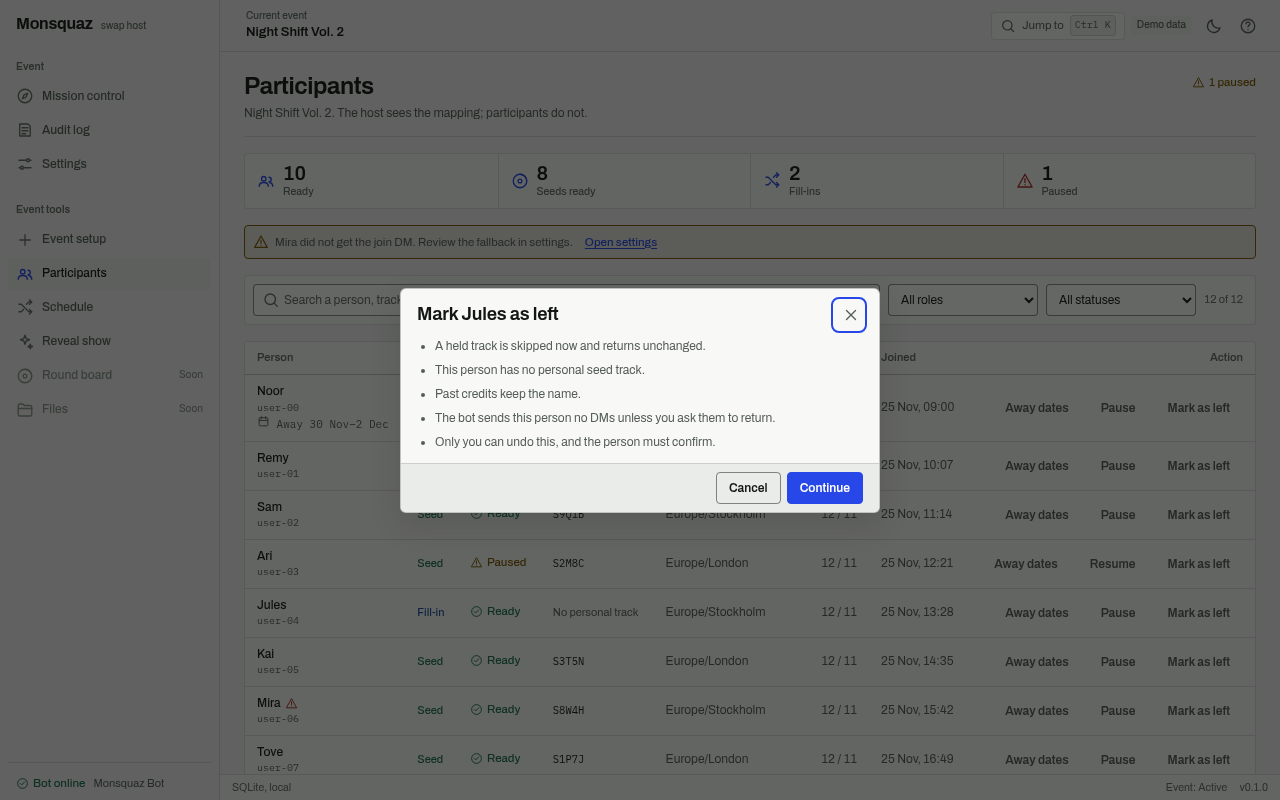 Monsquaz swap host
Current event
Night Shift Vol. 2
Jump to Ctrl K
Demo data
Event
Mission control
Audit log
Settings
Event tools
Event setup
Participants
Schedule
Reveal show
Round board Soon
Files Soon
Bot online Monsquaz Bot
Participants
1 paused
Night Shift Vol. 2. The host sees the mapping; participants do not.
10
Ready
8
Seeds ready
2
Fill-ins
1
Paused
Mira did not get the join DM. Review the fallback in settings. Open settings
Search a person, track
All roles
All statuses
12 of 12
Mark Jules as left
A held track is skipped now and returns unchanged.
This person has no personal seed track.
Past credits keep the name.
The bot sends this person no DMs unless you ask them to return.
Only you can undo this, and the person must confirm.
Cancel
Continue
Person Joined Action
Noor
user-00
Away 30 Nov–2 Dec
25 Nov, 09:00 Away dates Pause Mark as left
Remy
user-01
25 Nov, 10:07 Away dates Pause Mark as left
Sam
user-02
Seed Ready S9Q1B Europe/Stockholm 12 / 11 25 Nov, 11:14 Away dates Pause Mark as left
Ari
user-03
Seed Paused S2M8C Europe/London 12 / 11 25 Nov, 12:21 Away dates Resume Mark as left
Jules
user-04
Fill-in Ready No personal track Europe/Stockholm 12 / 11 25 Nov, 13:28 Away dates Pause Mark as left
Kai
user-05
Seed Ready S3T5N Europe/London 12 / 11 25 Nov, 14:35 Away dates Pause Mark as left
Mira
user-06
Seed Ready S8W4H Europe/Stockholm 12 / 11 25 Nov, 15:42 Away dates Pause Mark as left
Tove
user-07
Seed Ready S1P7J Europe/London 12 / 11 25 Nov, 16:49 Away dates Pause Mark as left
SQLite, local
Event: Active v0.1.0